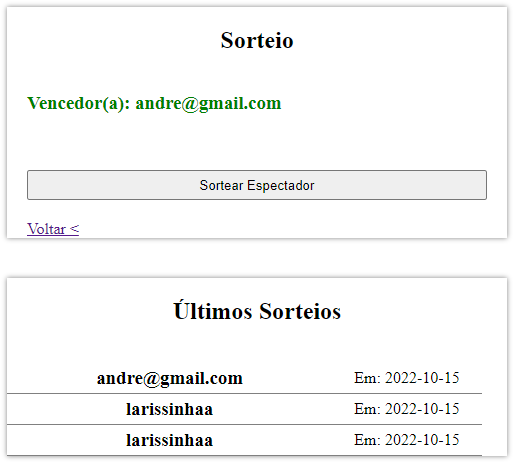 Sorteio
Vencedor(a): andre@gmail.com
Sortear Espectador
Voltar <
Últimos Sorteios
andre@gmail.com Em: 2022-10-15
larissinhaa Em: 2022-10-15
larissinhaa Em: 2022-10-15